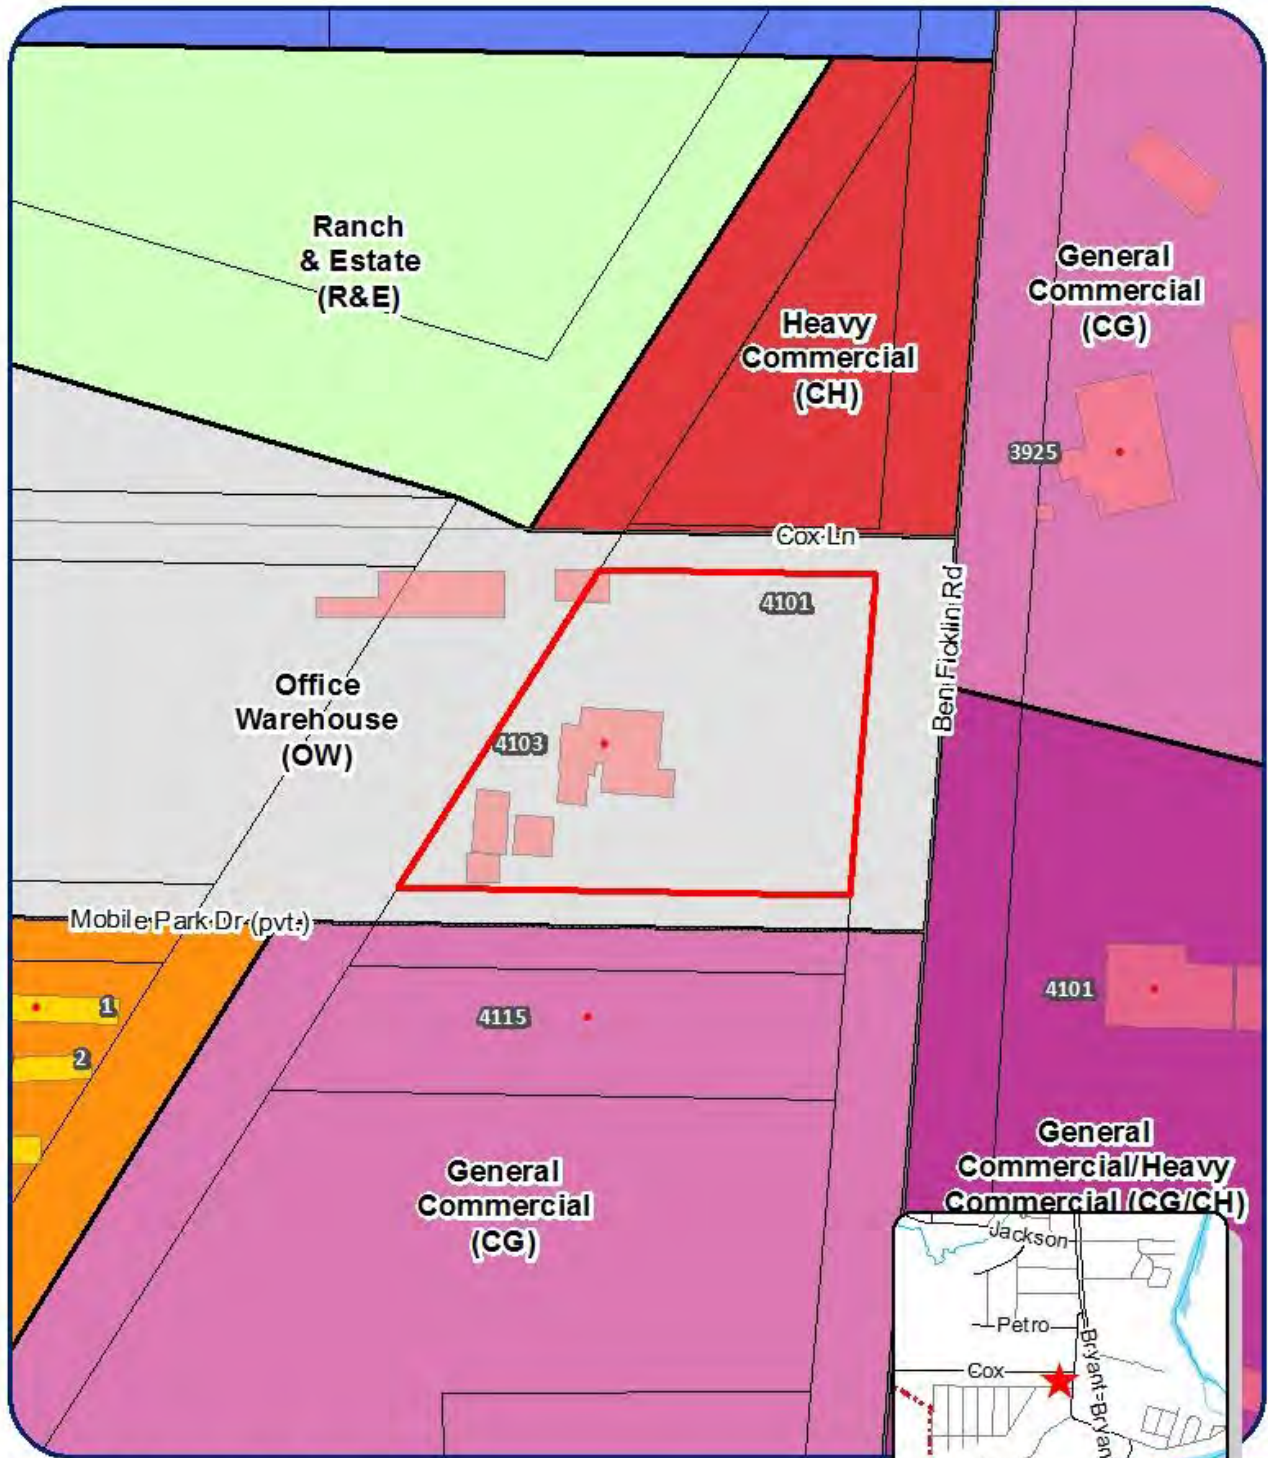 Ranch
& Estate
(R&E)
General
Commercial
(CG)
Heavy
Commercial
(CH)
3925
Cox Ln
4101
Ben Ficklin Rd
Office
Warehouse
(OW)
4103
Mobile Park Dr (pvt.)
1
2
4115
4101
General
Commercial/Heavy
Commercial (CG/CH)
General
Commercial
(CG)
Jackson
Petro
Cox
Bryant-Bryan